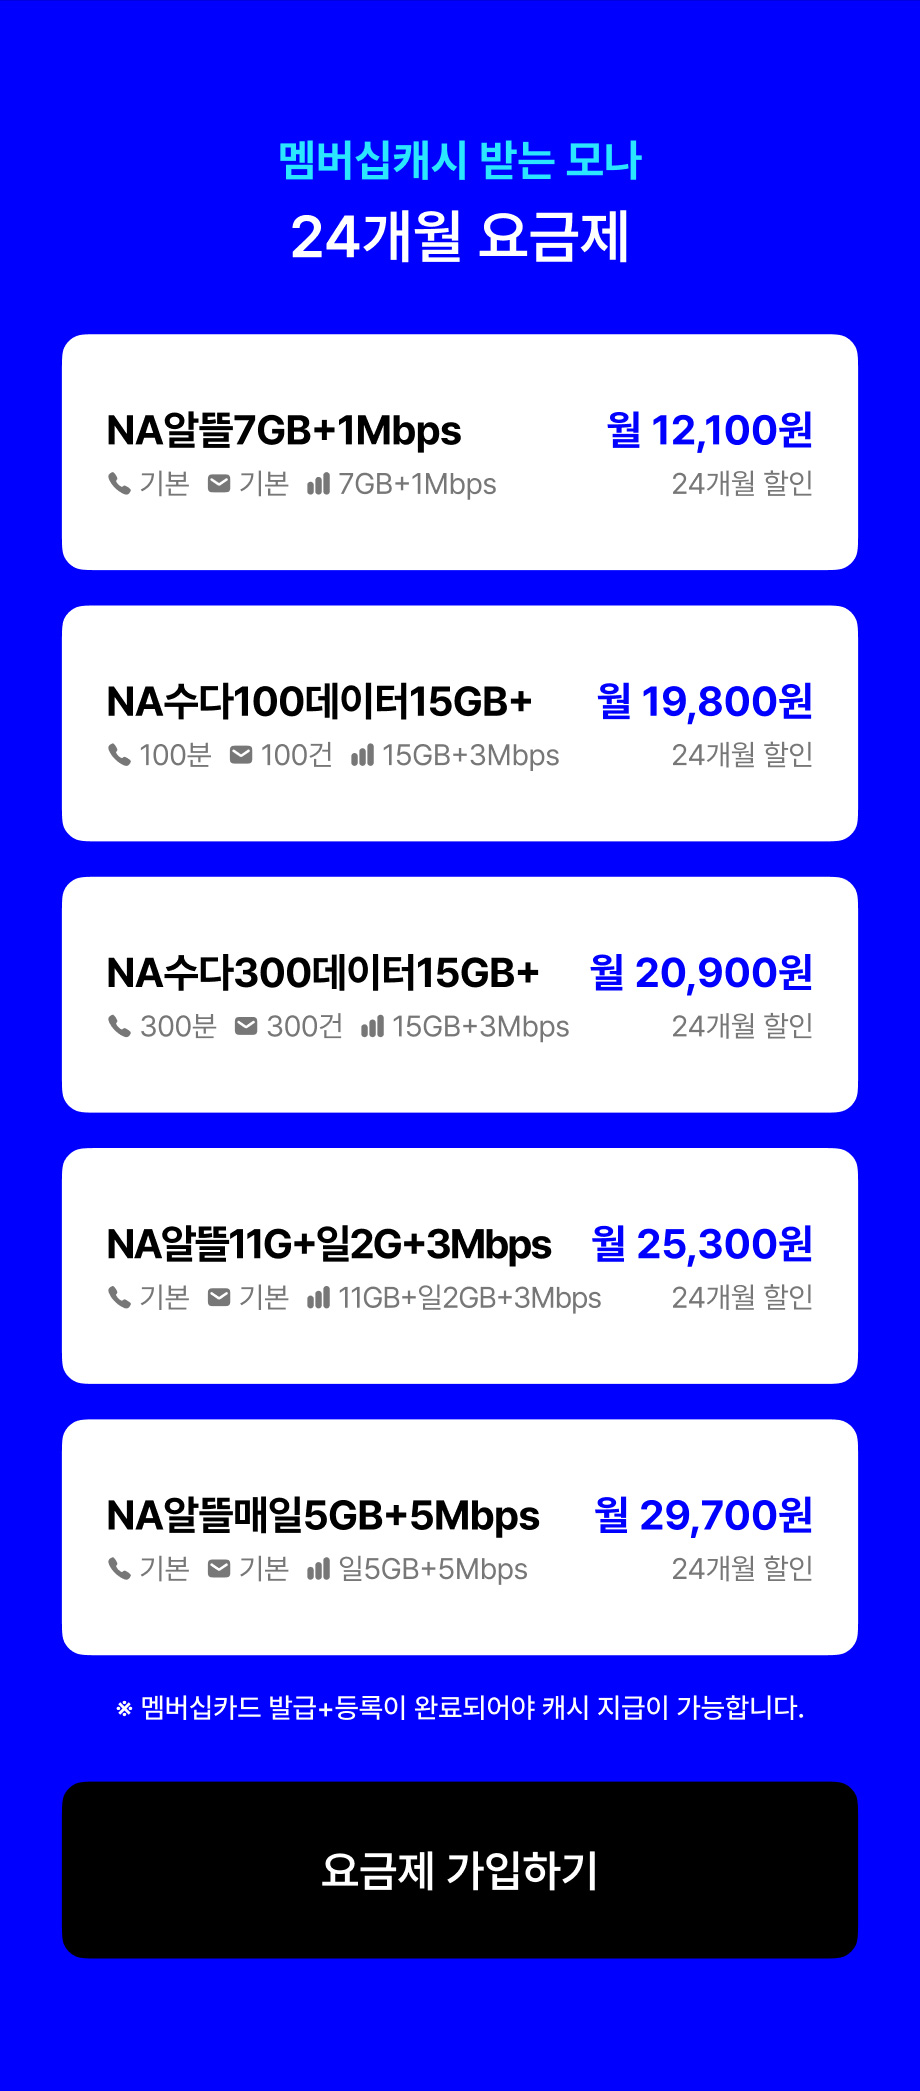 멤버십캐시 받는 모나
24개월 요금제
NA알뜰7GB+1Mbps 월 12,100원
기본 기본 7GB+1Mbps 24개월 할인
NA수다100데이터15GB+ 월 19,800원
100분 100건 15GB+3Mbps 24개월 할인
NA수다300데이터15GB+ 월 20,900원
300분 300건 15GB+3Mbps 24개월 할인
NA알뜰11G+일2G+3Mbps 월 25,300원
기본 기본 11GB+일2GB+3Mbps 24개월 할인
NA알뜰매일5GB+5Mbps 월 29,700원
기본 기본 일5GB+5Mbps 24개월 할인
※ 멤버십카드 발급+등록이 완료되어야 캐시 지급이 가능합니다.
요금제 가입하기